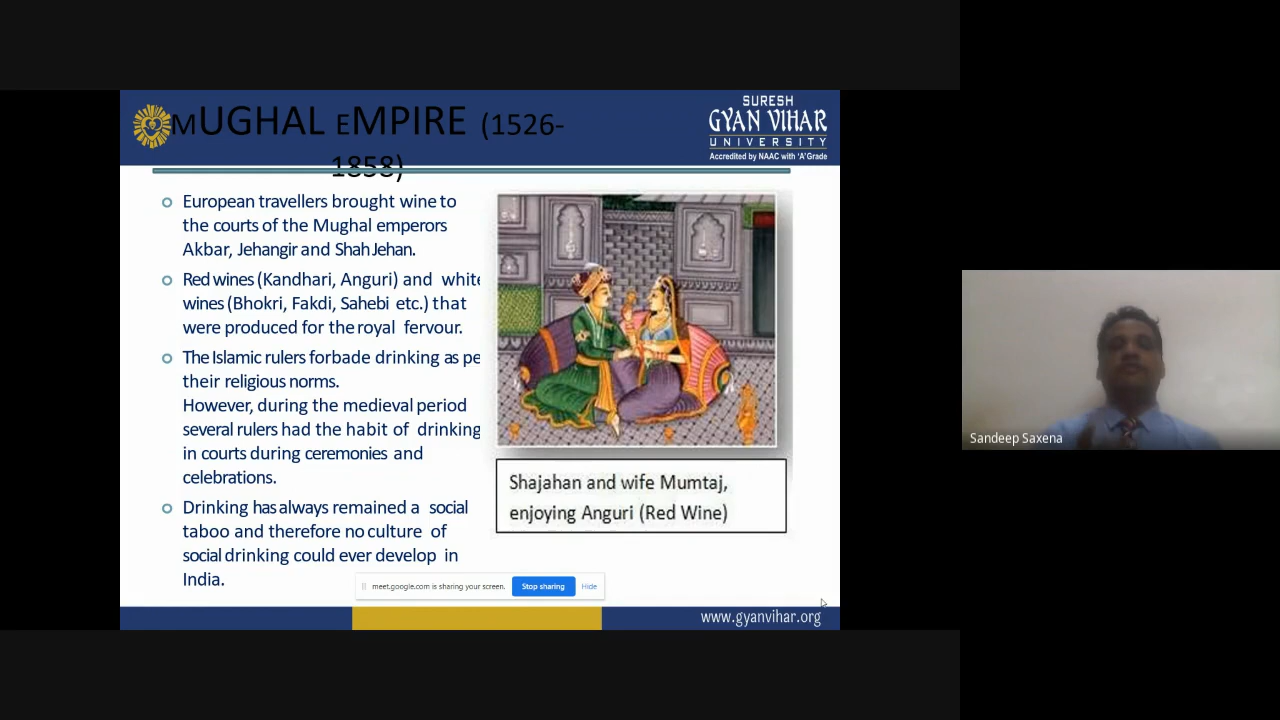 MUGHAL EMPIRE (1526-
1858)
SURESH
GYAN VIHAR
UNIVERSITY
Accredited by NAAC with 'A' Grade
European travellers brought wine to
the courts of the Mughal emperors
Akbar, Jehangir and Shah Jehan.
Red wines (Kandhari, Anguri) and white
wines (Bhokri, Fakdi, Sahebi etc.) that
were produced for the royal fervour.
The Islamic rulers forbade drinking as pe
their religious norms.
However, during the medieval period
several rulers had the habit of drinking
in courts during ceremonies and
celebrations.
Drinking has always remained a social
taboo and therefore no culture of
social drinking could ever develop in
India.
Shajahan and wife Mumtaj,
enjoying Anguri (Red Wine)
meet.google.com is sharing your screen. Stop sharing Hide
www.gyanvihar.org
Sandeep Saxena